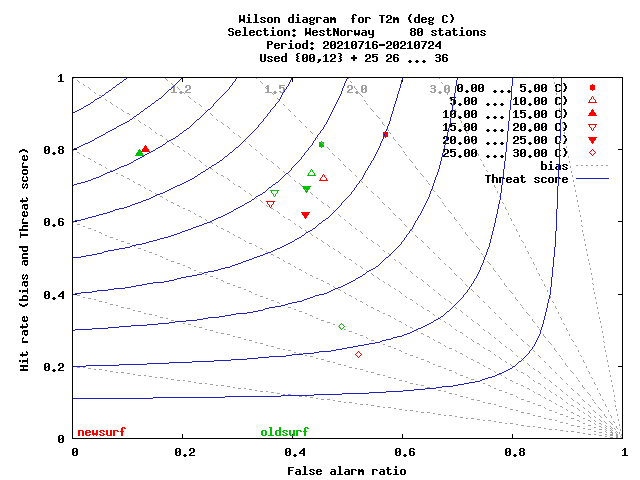 Wilson diagram  for T2m (deg C)
Selection: WestNorway     80 stations
Period: 20210716-20210724
Used {00,12} + 25 26 ... 36
1
1.2
1.5
2.0
3.0
0.00 ... 5.00 C)
5.00 ... 10.00 C)
10.00 ... 15.00 C)
15.00 ... 20.00 C)
20.00 ... 25.00 C)
25.00 ... 30.00 C)
bias
Threat score
0.8
0.6
0.4
0.2
0
Hit rate (bias and Threat score)
newsurf
oldsurf
0
0.2
0.4
0.6
0.8
1
False alarm ratio